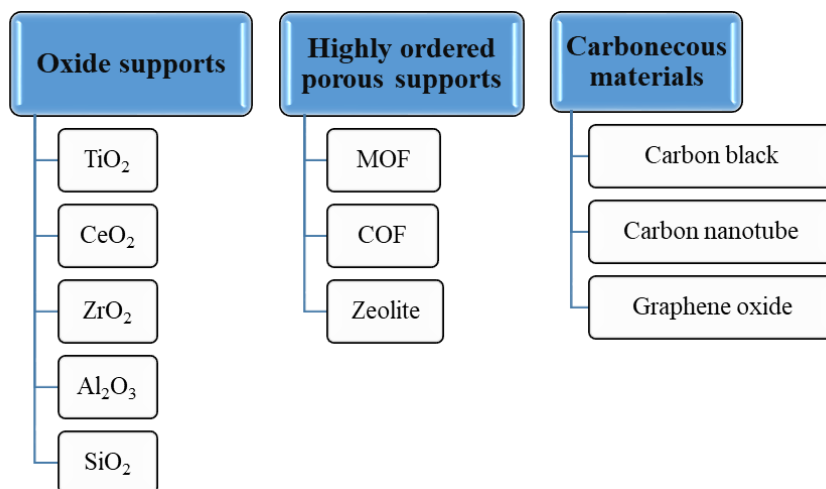 Oxide supports
TiO₂
CeO₂
ZrO₂
Al₂O₃
SiO₂
Highly ordered
porous supports
MOF
COF
Zeolite
Carbonecous
materials
Carbon black
Carbon nanotube
Graphene oxide